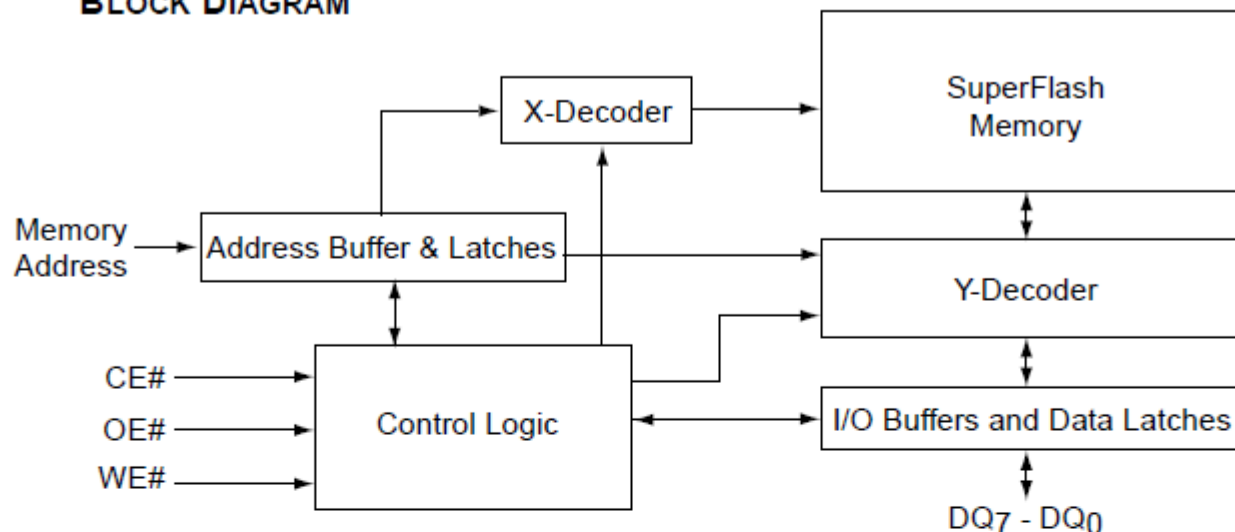 BLOCK DIAGRAM
SuperFlash
Memory
X-Decoder
Memory
Address
Address Buffer & Latches
Y-Decoder
CE#
OE#
WE#
Control Logic
I/O Buffers and Data Latches
DQ7 - DQ0